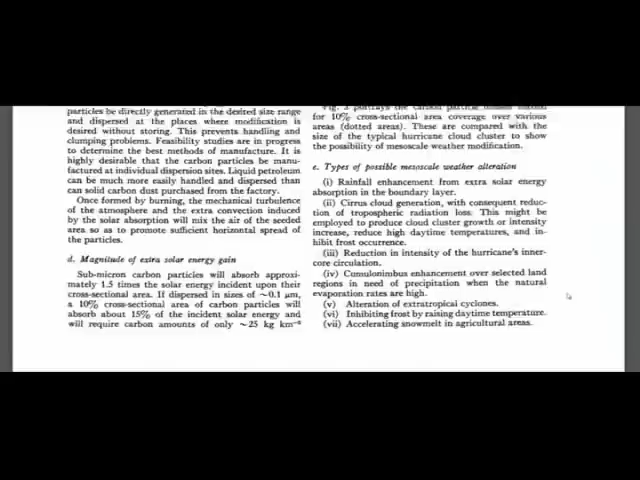 particles be directly generated in the desired size range
and dispersed at the places where modification is
desired without storing. This prevents handling and
clumping problems. Feasibility studies are in progress
to determine the best methods of manufacture. It is
highly desirable that the carbon particles be manu-
factured at individual dispersion sites. Liquid petroleum
can be much more easily handled and dispersed than
can solid carbon dust purchased from the factory.
Once formed by burning, the mechanical turbulence
of the atmosphere and the extra convection induced
by the solar absorption will mix the air of the seeded
area so as to promote sufficient horizontal spread of
the particles.
d. Magnitude of extra solar energy gain
Sub-micron carbon particles will absorb approxi-
mately 1.5 times the solar energy incident upon their
cross-sectional area. If dispersed in sizes of ~0.1 μm,
a 10% cross-sectional area of carbon particles will
absorb about 15% of the incident solar energy and
will require carbon amounts of only ~25 kg km⁻²
Fig. 3 portrays the carbon particle
for 10% cross-sectional area coverage over various
areas (dotted areas). These are compared with the
size of the typical hurricane cloud cluster to show
the possibility of mesoscale weather modification.
e. Types of possible mesoscale weather alteration
(i) Rainfall enhancement from extra solar energy
absorption in the boundary layer.
(ii) Cirrus cloud generation, with consequent reduc-
tion of tropospheric radiation loss. This might be
employed to produce cloud cluster growth or intensity
increase, reduce high daytime temperatures, and in-
hibit frost occurrence.
(iii) Reduction in intensity of the hurricane's inner-
core circulation.
(iv) Cumulonimbus enhancement over selected land
regions in need of precipitation when the natural
evaporation rates are high.
(v) Alteration of extratropical cyclones.
(vi) Inhibiting frost by raising daytime temperature.
(vii) Accelerating snowmelt in agricultural areas.